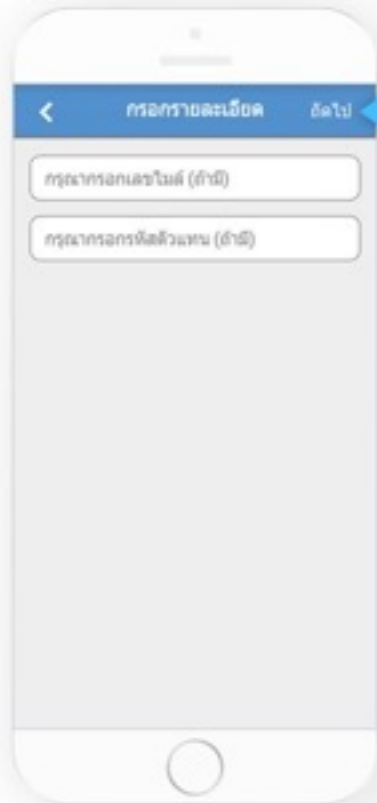 กรอกรายละเอียด
ถัดไป
กรุณากรอกเลขไมล์ (ถ้ามี)
กรุณากรอกรหัสตัวแทน (ถ้ามี)